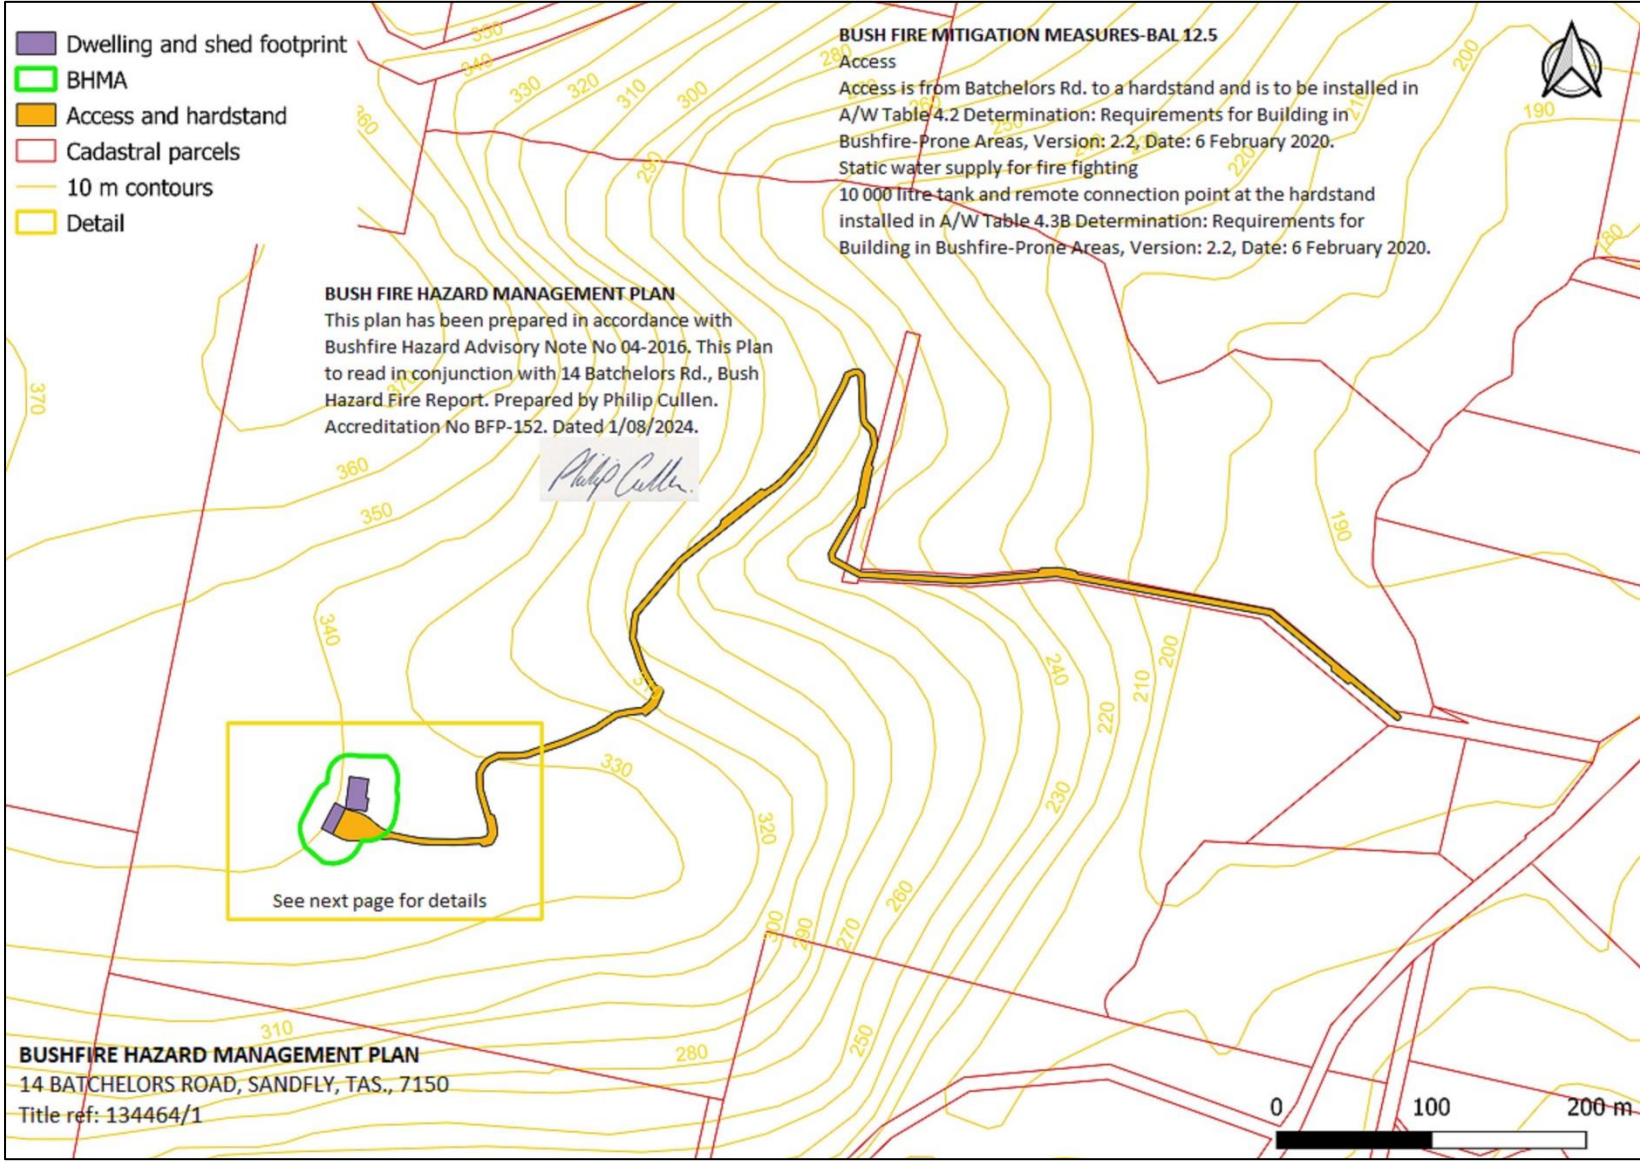 Dwelling and shed footprint
BHMA
Access and hardstand
Cadastral parcels
10 m contours
Detail
BUSH FIRE MITIGATION MEASURES-BAL 12.5
Access
Access is from Batchelors Rd. to a hardstand and is to be installed in
A/W Table 4.2 Determination: Requirements for Building in
Bushfire-Prone Areas, Version: 2.2, Date: 6 February 2020.
Static water supply for fire fighting
10 000 litre tank and remote connection point at the hardstand
installed in A/W Table 4.3B Determination: Requirements for
Building in Bushfire-Prone Areas, Version: 2.2, Date: 6 February 2020.
BUSH FIRE HAZARD MANAGEMENT PLAN
This plan has been prepared in accordance with
Bushfire Hazard Advisory Note No 04-2016. This Plan
to read in conjunction with 14 Batchelors Rd., Bush
Hazard Fire Report. Prepared by Philip Cullen.
Accreditation No BFP-152. Dated 1/08/2024.
Philip Cullen.
350
340
330
320
310
300
280
260
250
220
210
200
190
180
360
290
370
370
360
350
340
190
240
200
210
220
230
330
320
260
300
290
270
250
310
280
See next page for details
BUSHFIRE HAZARD MANAGEMENT PLAN
14 BATCHELORS ROAD, SANDFLY, TAS., 7150
Title ref: 134464/1
0
100
200 m